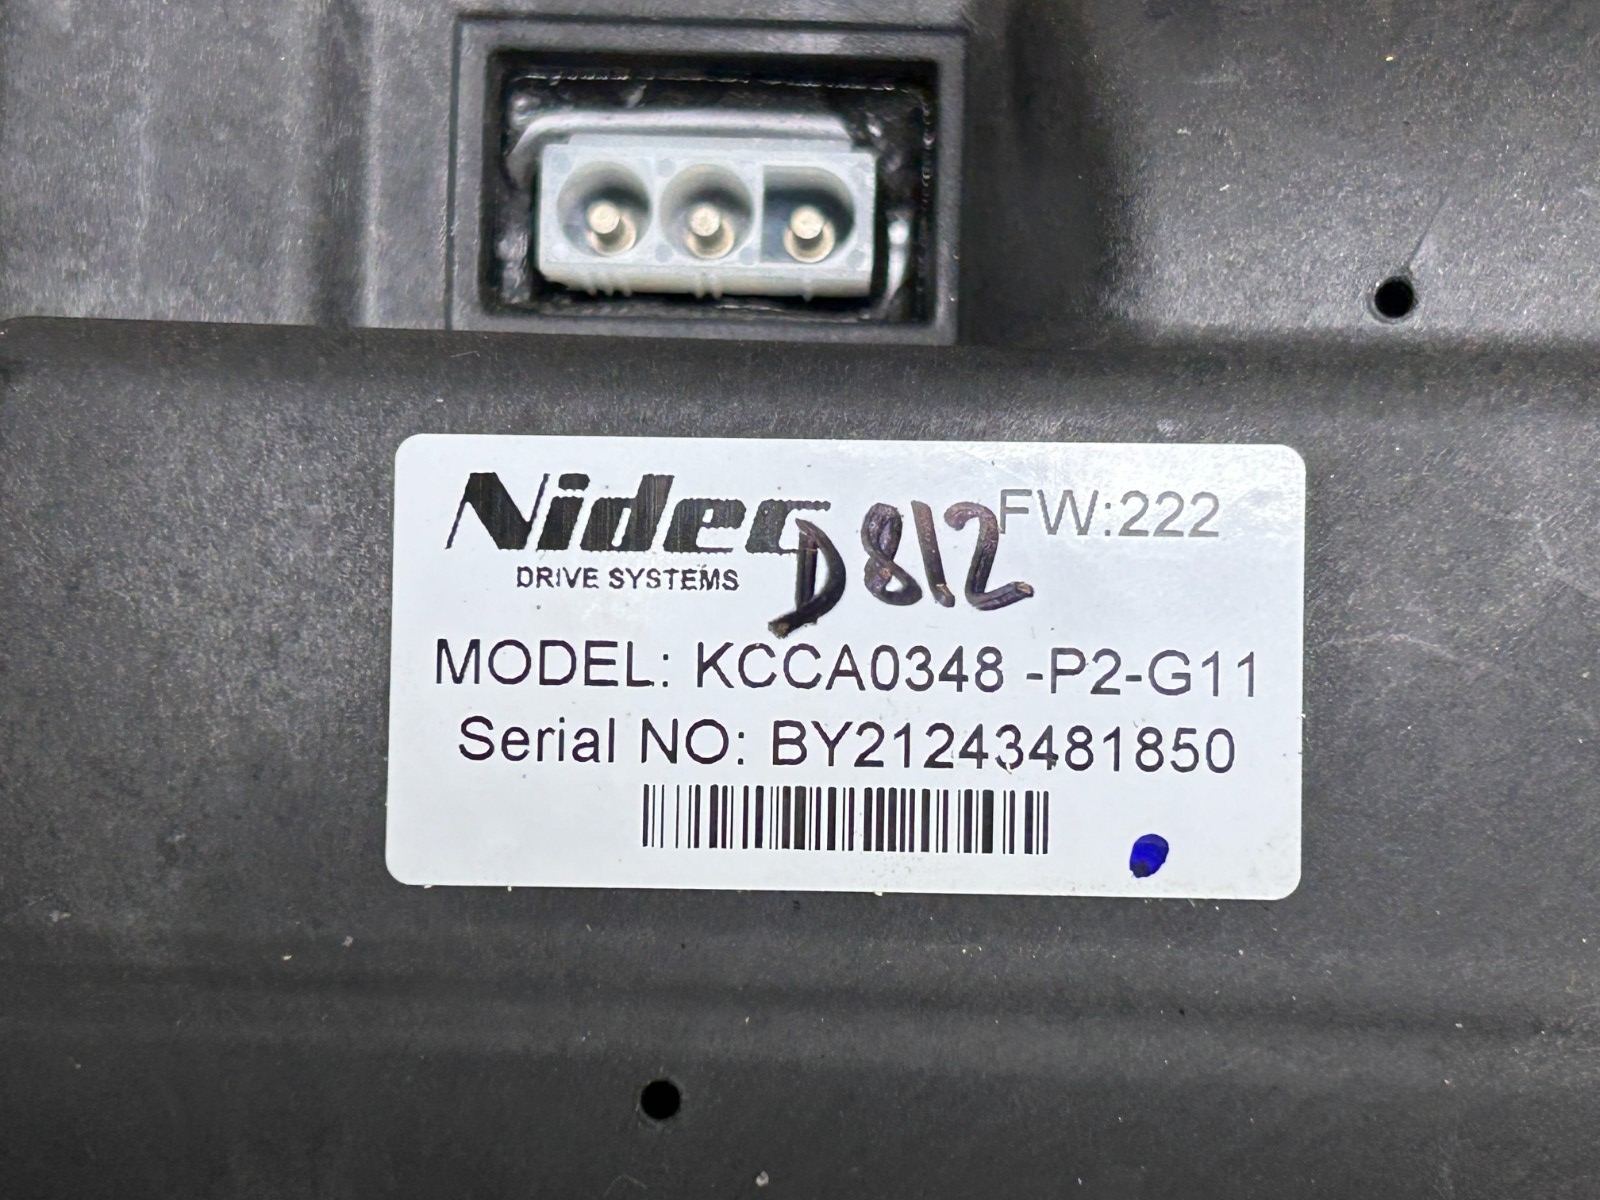 Nidec D812 FW:222
DRIVE SYSTEMS
MODEL: KCCA0348 -P2-G11
Serial NO: BY21243481850